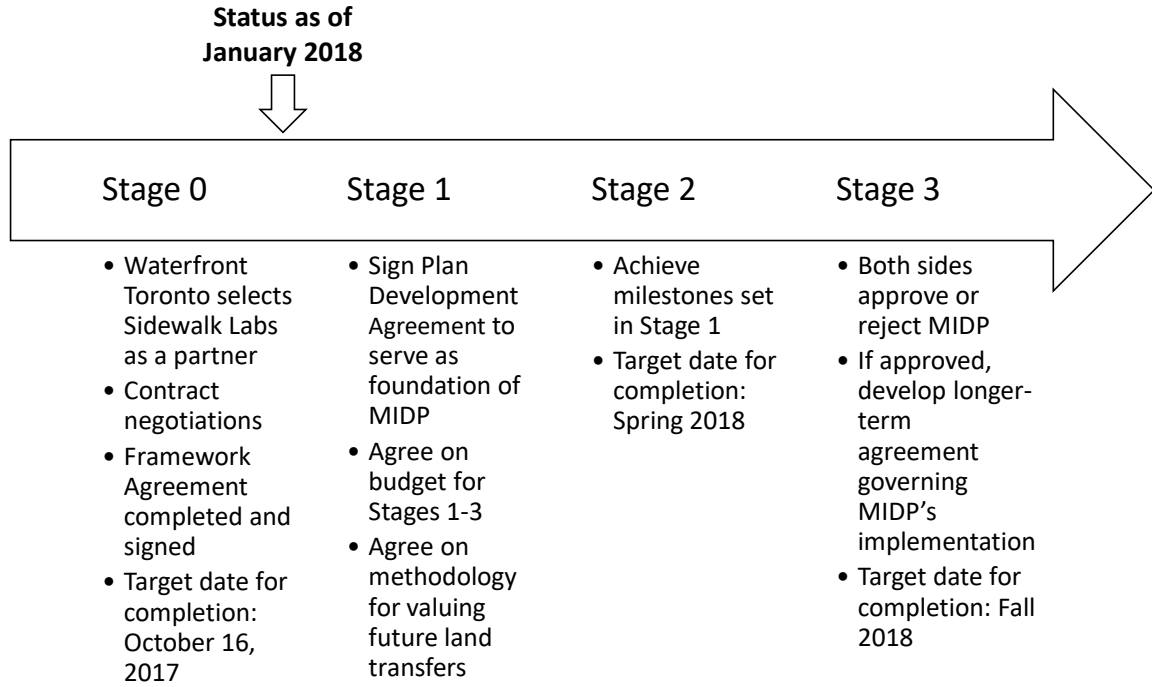 Status as of
January 2018
Stage 0
• Waterfront
Toronto selects
Sidewalk Labs
as a partner
• Contract
negotiations
• Framework
Agreement
completed and
signed
• Target date for
completion:
October 16,
2017
Stage 1
• Sign Plan
Development
Agreement to
serve as
foundation of
MIDP
• Agree on
budget for
Stages 1-3
• Agree on
methodology
for valuing
future land
transfers
Stage 2
• Achieve
milestones set
in Stage 1
• Target date for
completion:
Spring 2018
Stage 3
• Both sides
approve or
reject MIDP
• If approved,
develop longer-
term
agreement
governing
MIDP’s
implementation
• Target date for
completion: Fall
2018